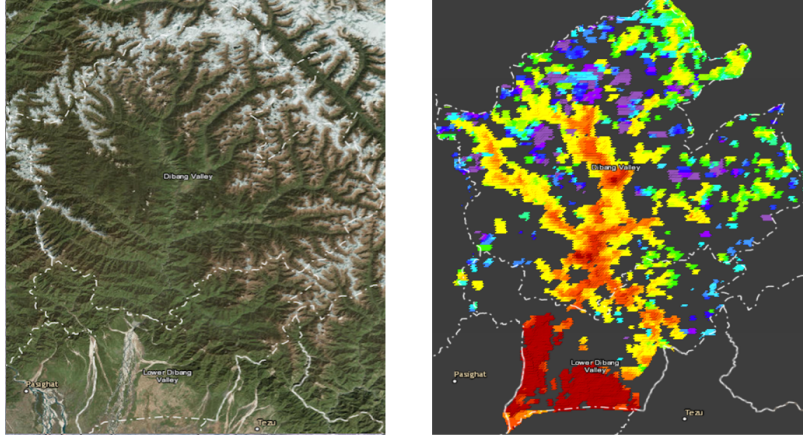 Dibang Valley
Lower Dibang
Valley
Pasighat
Tezu
Dibang Valley
Lower Dibang
Valley
Pasighat
Tezu